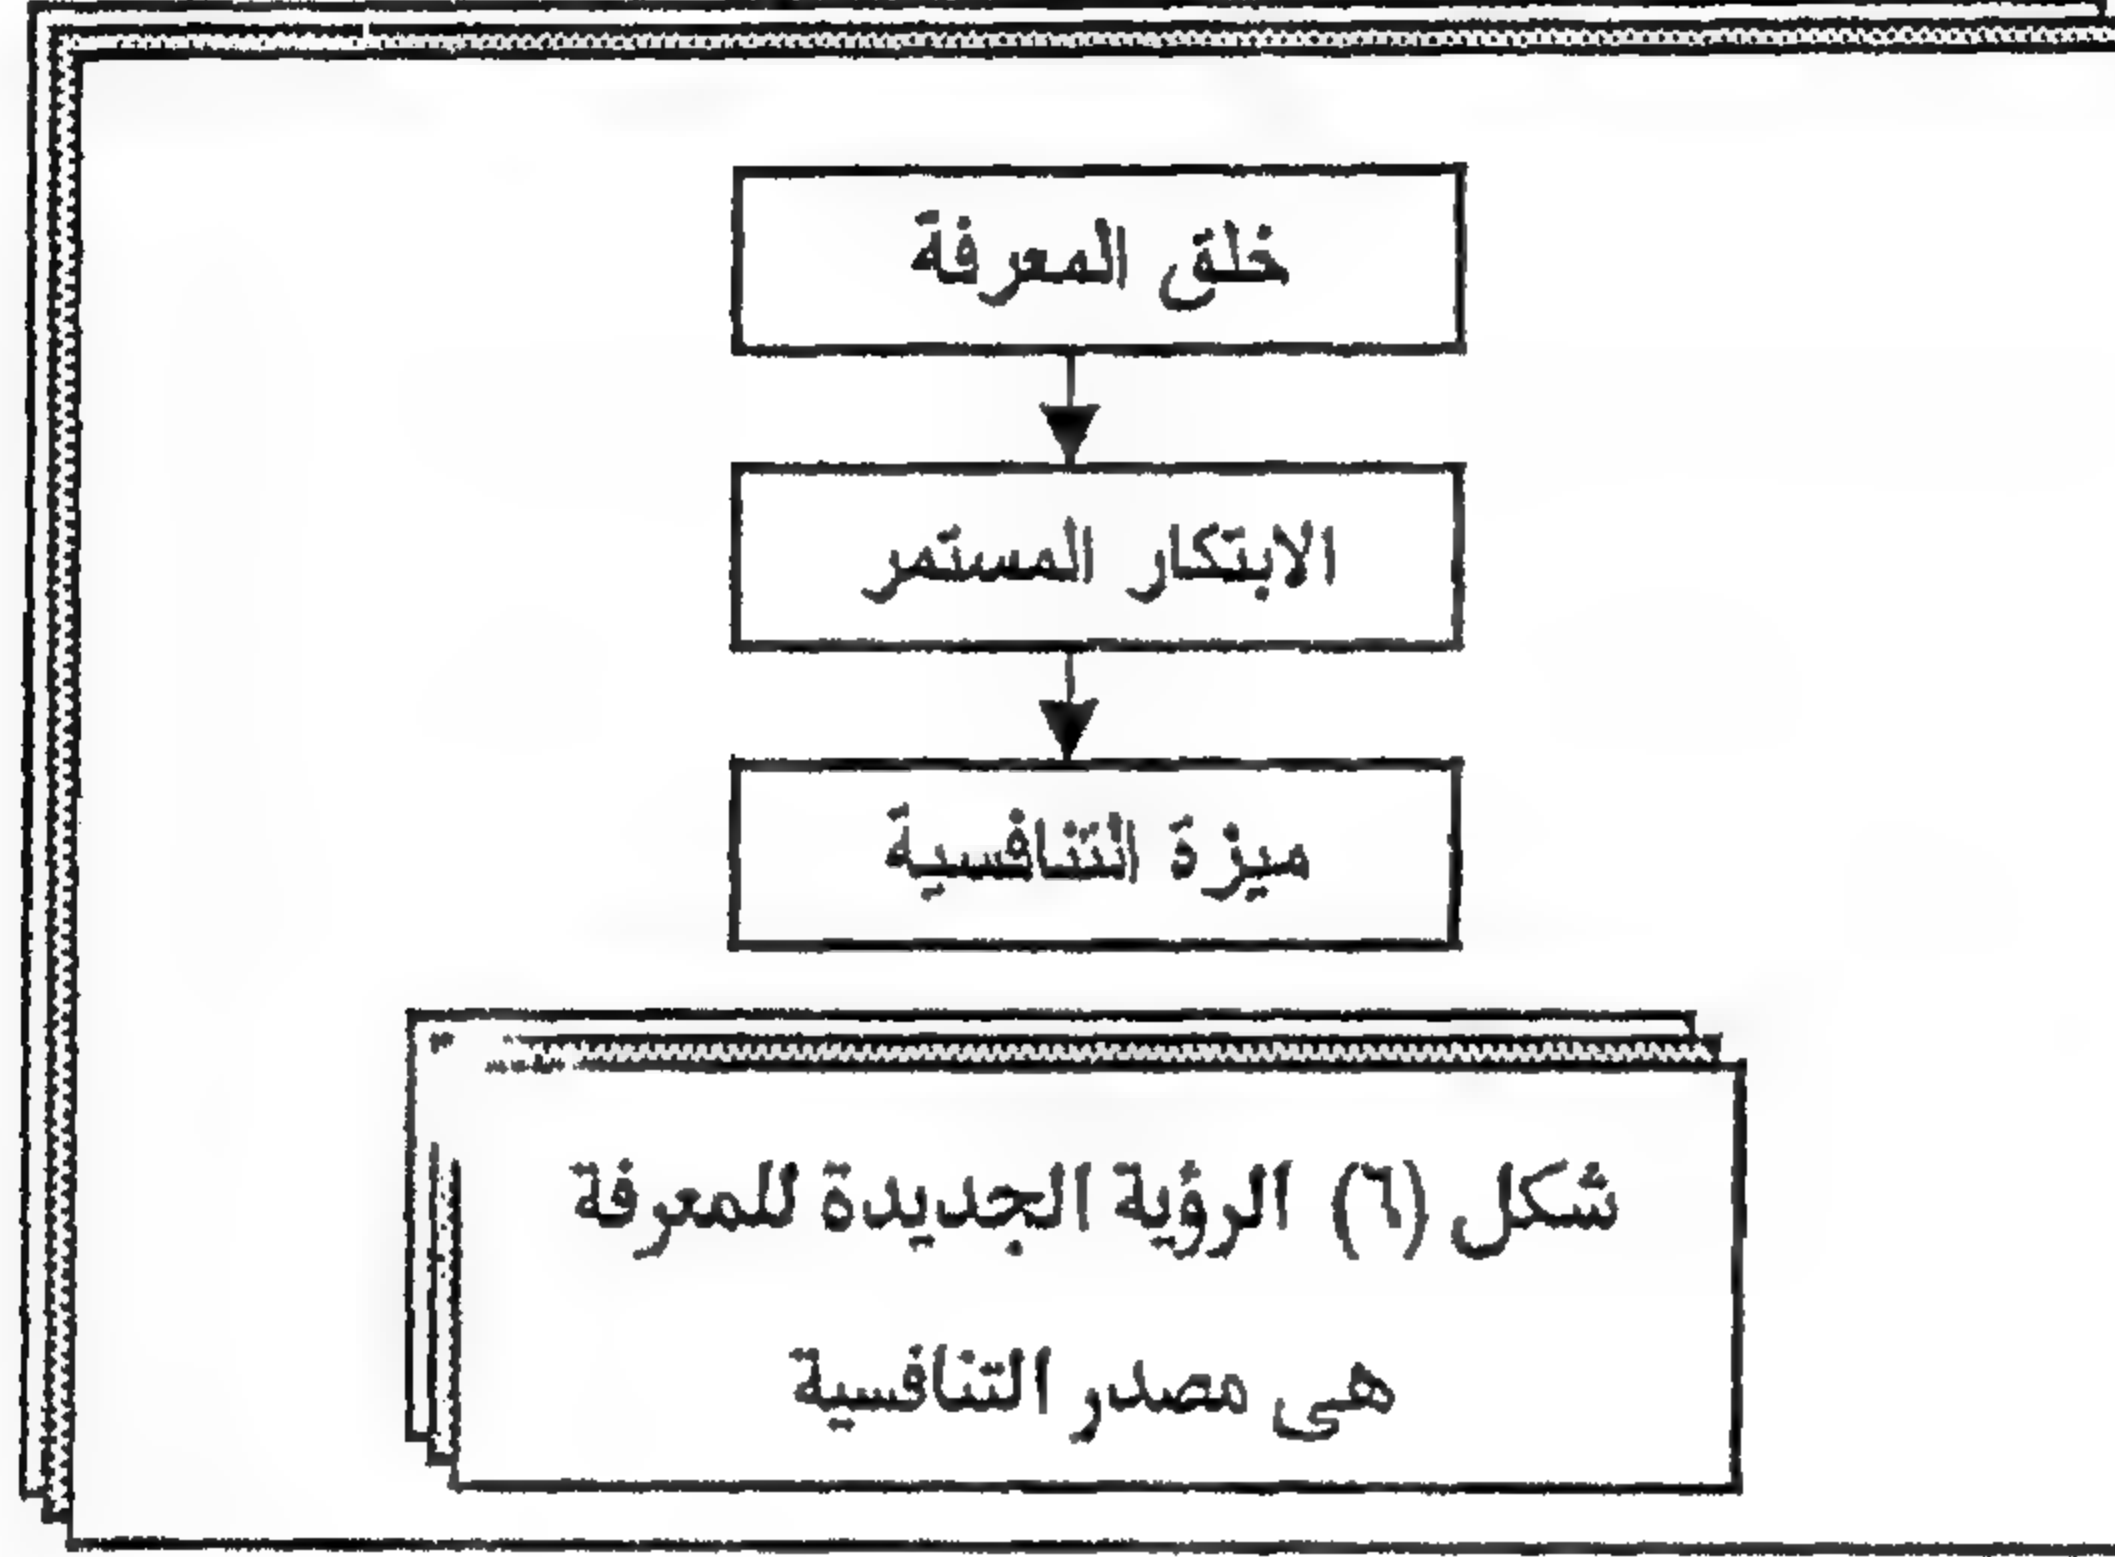 خلق المعرفة
الابتكار المستمر
ميزة التنافسية
شكل (٦) الرؤية الجديدة للمعرفة
هى مصدر التنافسية